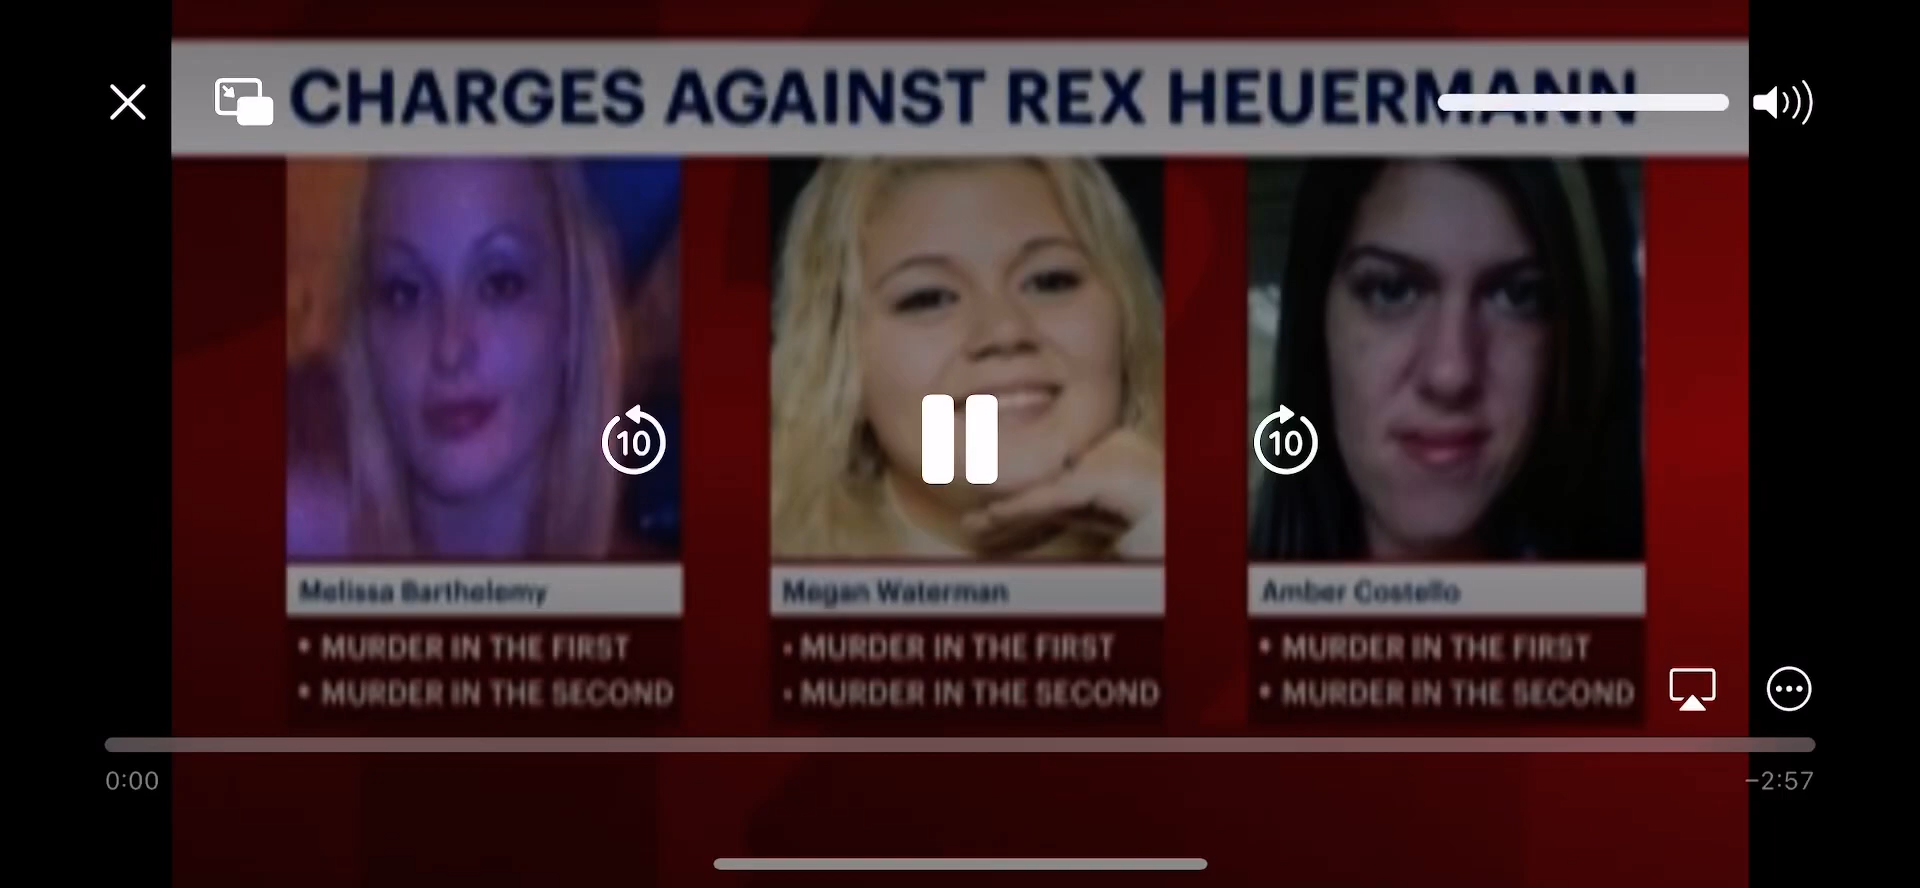 CHARGES AGAINST REX HEUERMANN
10
10
Melissa Barthelemy
• MURDER IN THE FIRST
• MURDER IN THE SECOND
Megan Waterman
• MURDER IN THE FIRST
• MURDER IN THE SECOND
Amber Costello
• MURDER IN THE FIRST
• MURDER IN THE SECOND
0:00
−2:57